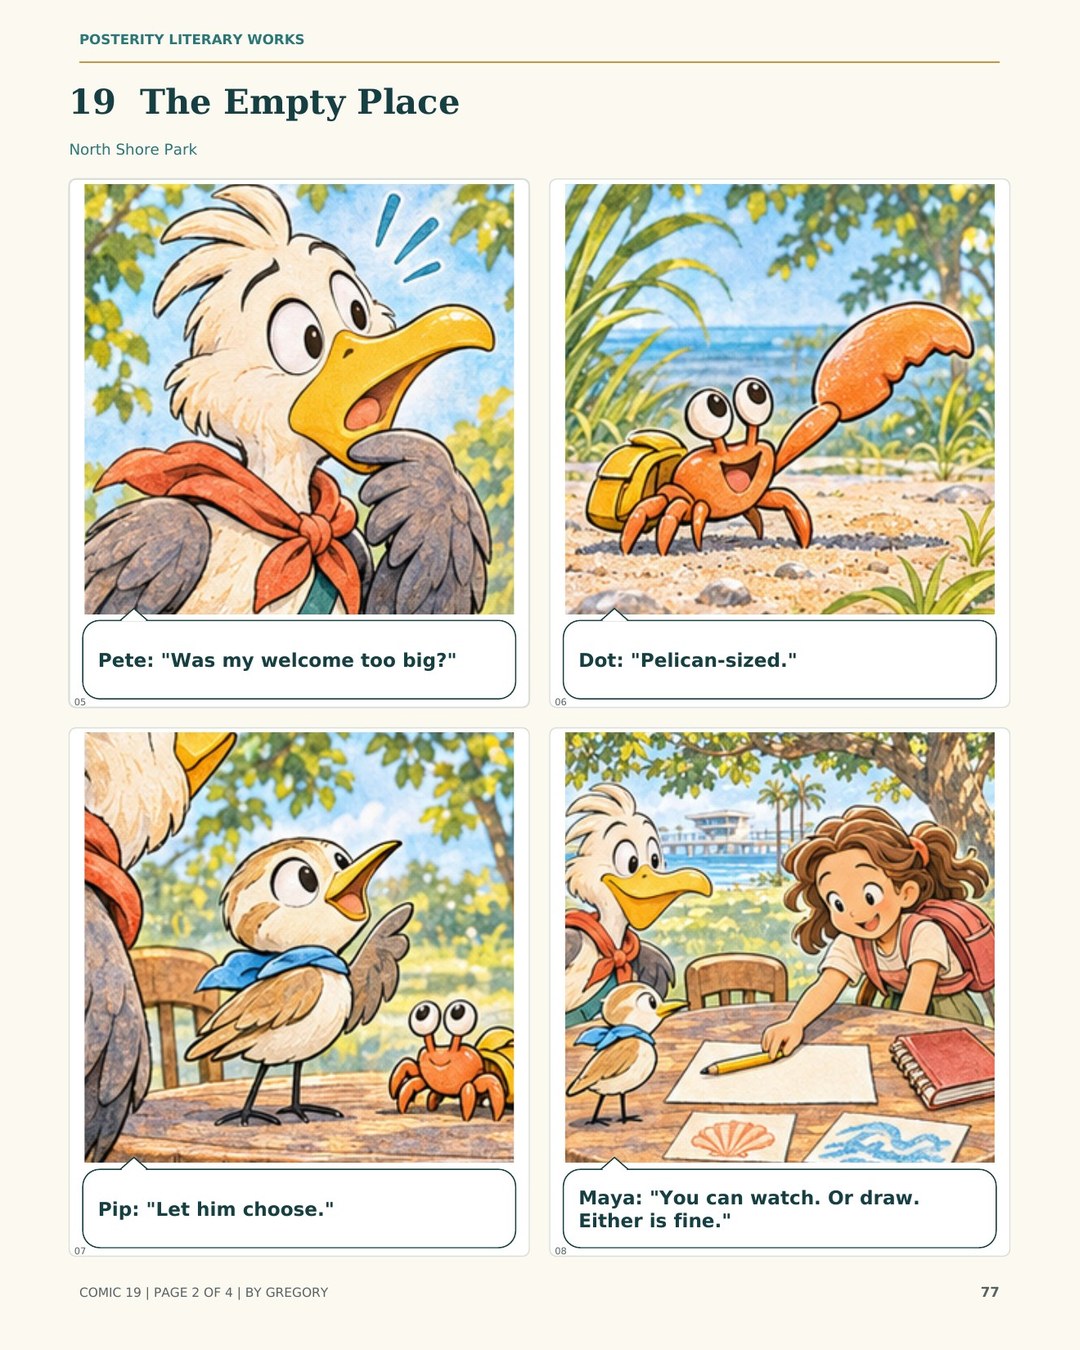 POSTERITY LITERARY WORKS
19 The Empty Place
North Shore Park
Pete: "Was my welcome too big?"
05
Dot: "Pelican-sized."
06
Pip: "Let him choose."
07
Maya: "You can watch. Or draw.
Either is fine."
08
COMIC 19 | PAGE 2 OF 4 | BY GREGORY
77